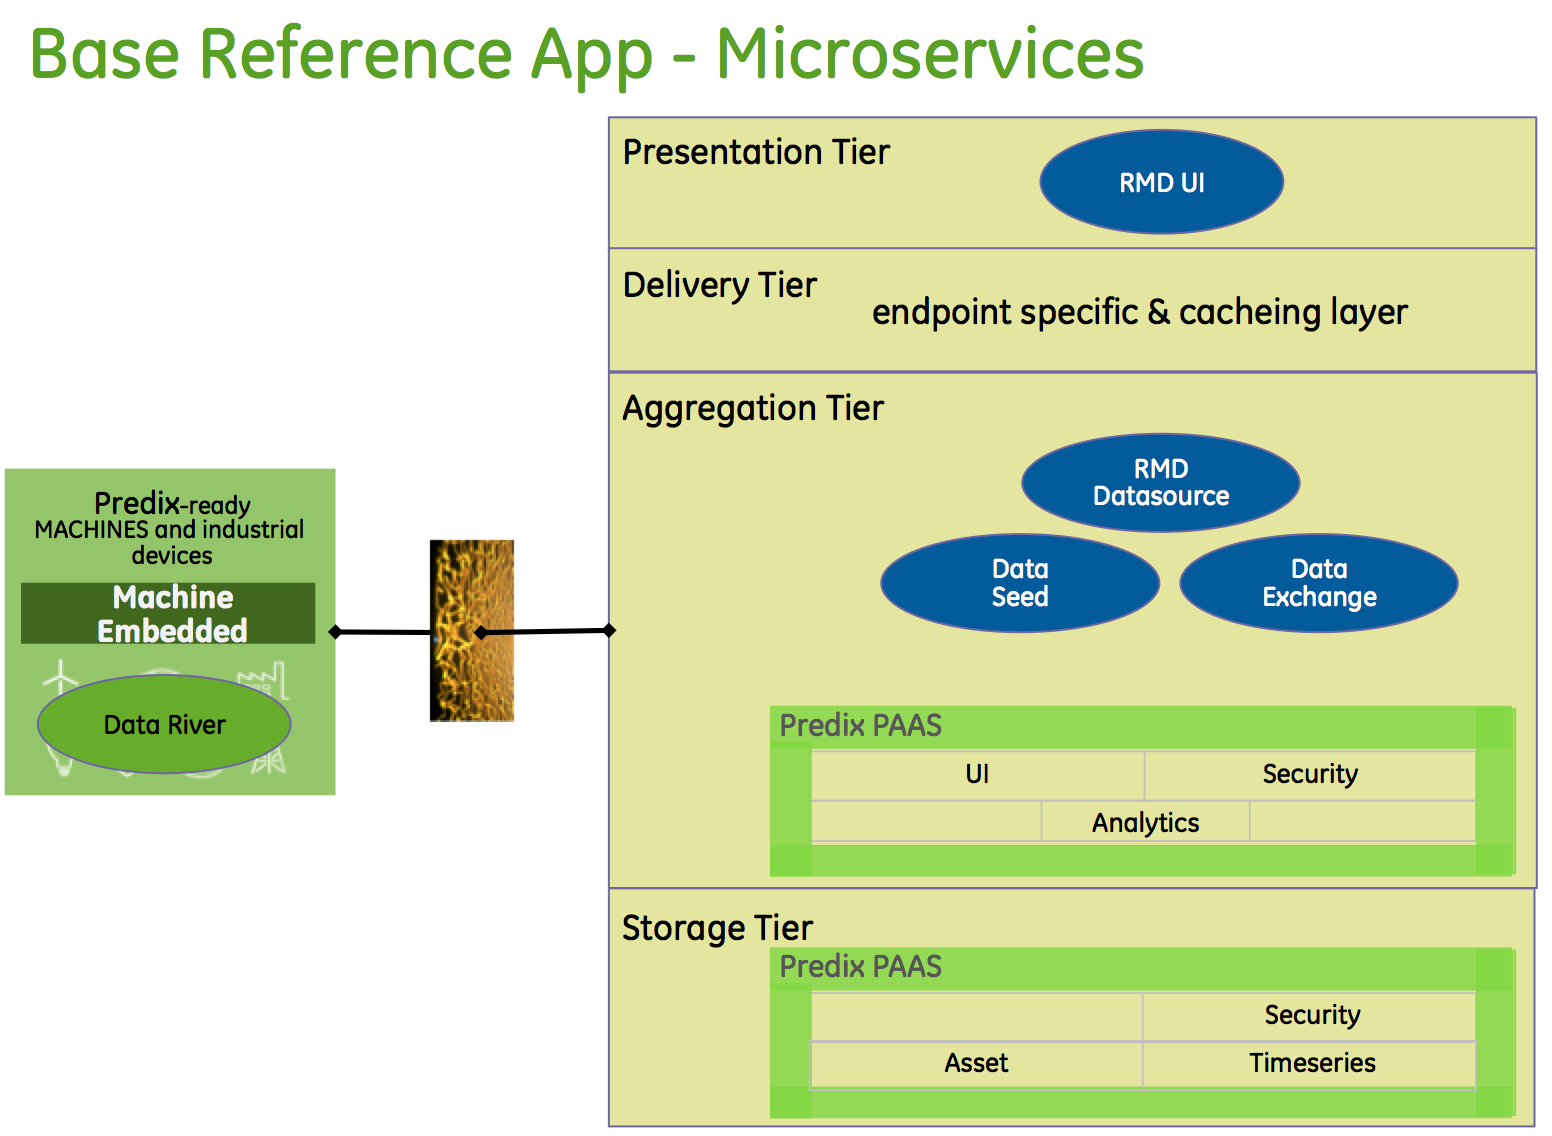 Base Reference App - Microservices
Presentation Tier
RMD UI
Delivery Tier
endpoint specific & cacheing layer
Aggregation Tier
RMD
Datasource
Data
Seed
Data
Exchange
Predix-ready
MACHINES and industrial
devices
Machine
Embedded
Data River
Predix PAAS
UI
Security
Analytics
Storage Tier
Predix PAAS
Security
Asset
Timeseries